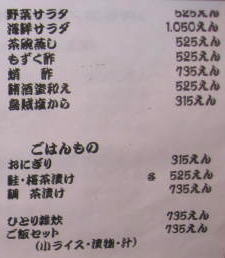 野菜サラダ 525えん
海鮮サラダ 1.050えん
茶碗蒸し 525えん
もずく酢 525えん
蛸酢 735えん
酒盗和え 525えん
烏賊塩から 315えん
ごはんもの
おにぎり 315えん
鮭・梅茶漬け 各 525えん
鯛 茶漬け 735えん
ひとり雑炊 735えん
ご飯セット 735えん
(小ライス・漬物・汁)